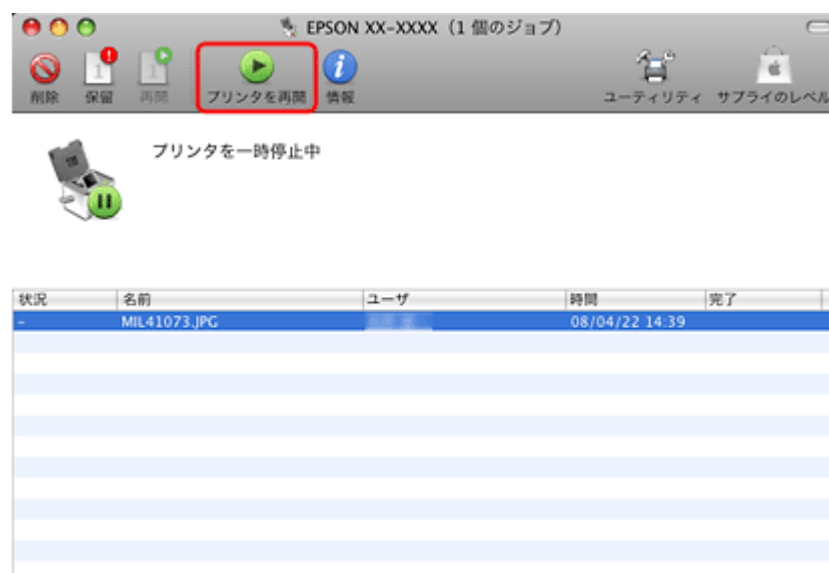 EPSON XX-XXXX（1 個のジョブ）
削除 保留 再開 プリンタを再開 情報 ユーティリティ サプライのレベル
プリンタを一時停止中
状況 名前 ユーザ 時間 完了
- MIL41073.JPG 08/04/22 14:39